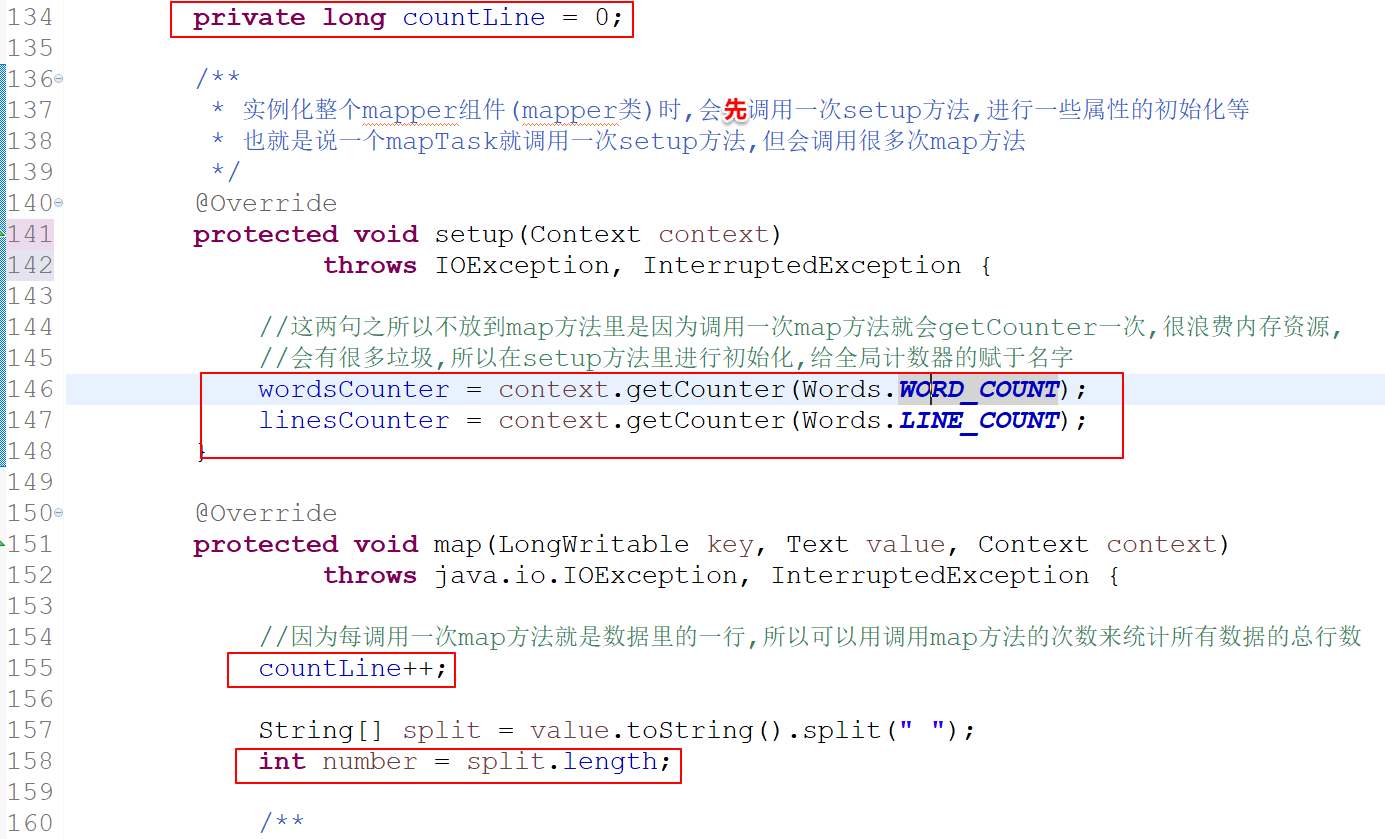 134 private long countLine = 0;
135
136 /**
137 * 实例化整个mapper组件(mapper类)时,会先调用一次setup方法,进行一些属性的初始化等
138 * 也就是说一个mapTask就调用一次setup方法,但会调用很多次map方法
139 */
140 @Override
141 protected void setup(Context context)
142 throws IOException, InterruptedException {
143
144 //这两句之所以不放到map方法里是因为调用一次map方法就会getCounter一次,很浪费内存资源,
145 //会有很多垃圾,所以在setup方法里进行初始化,给全局计数器的赋于名字
146 wordsCounter = context.getCounter(Words.WORD_COUNT);
147 linesCounter = context.getCounter(Words.LINE_COUNT);
148 }
149
150 @Override
151 protected void map(LongWritable key, Text value, Context context)
152 throws java.io.IOException, InterruptedException {
153
154 //因为每调用一次map方法就是数据里的一行,所以可以用调用map方法的次数来统计所有数据的总行数
155 countLine++;
156
157 String[] split = value.toString().split(" ");
158 int number = split.length;
159
160 /**